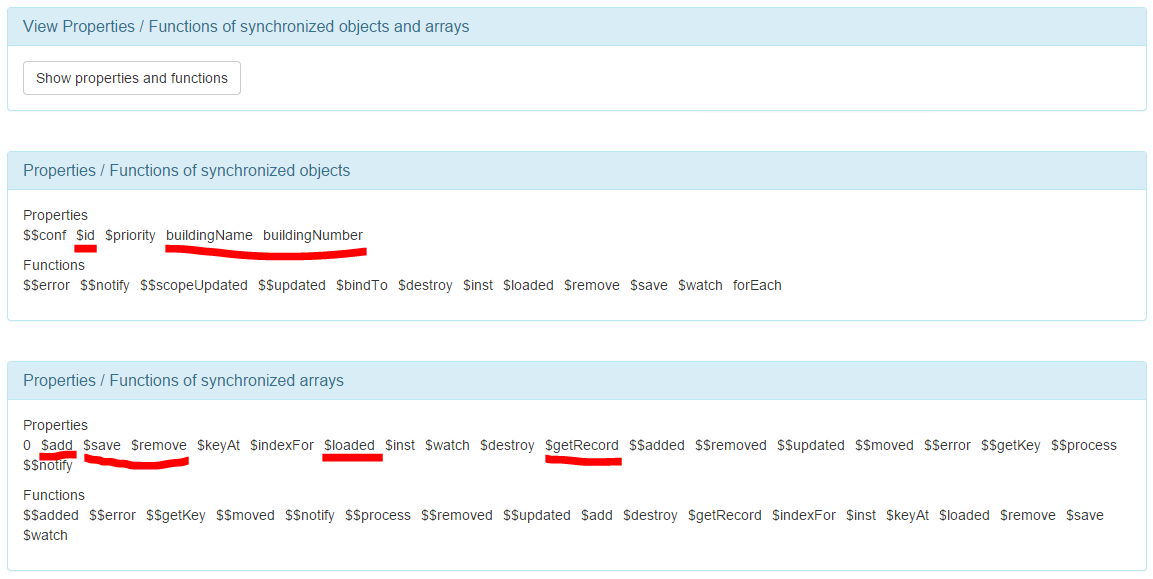 View Properties / Functions of synchronized objects and arrays
Show properties and functions
Properties / Functions of synchronized objects
Properties
$$conf $id $priority buildingName buildingNumber
Functions
$$error $$notify $$scopeUpdated $$updated $bindTo $destroy $inst $loaded $remove $save $watch forEach
Properties / Functions of synchronized arrays
Properties
0 $add $save $remove $keyAt $indexFor $loaded $inst $watch $destroy $getRecord $$added $$removed $$updated $$moved $$error $$getKey $$process
$$notify
Functions
$$added $$error $$getKey $$moved $$notify $$process $$removed $$updated $add $destroy $getRecord $indexFor $inst $keyAt $loaded $remove $save
$watch